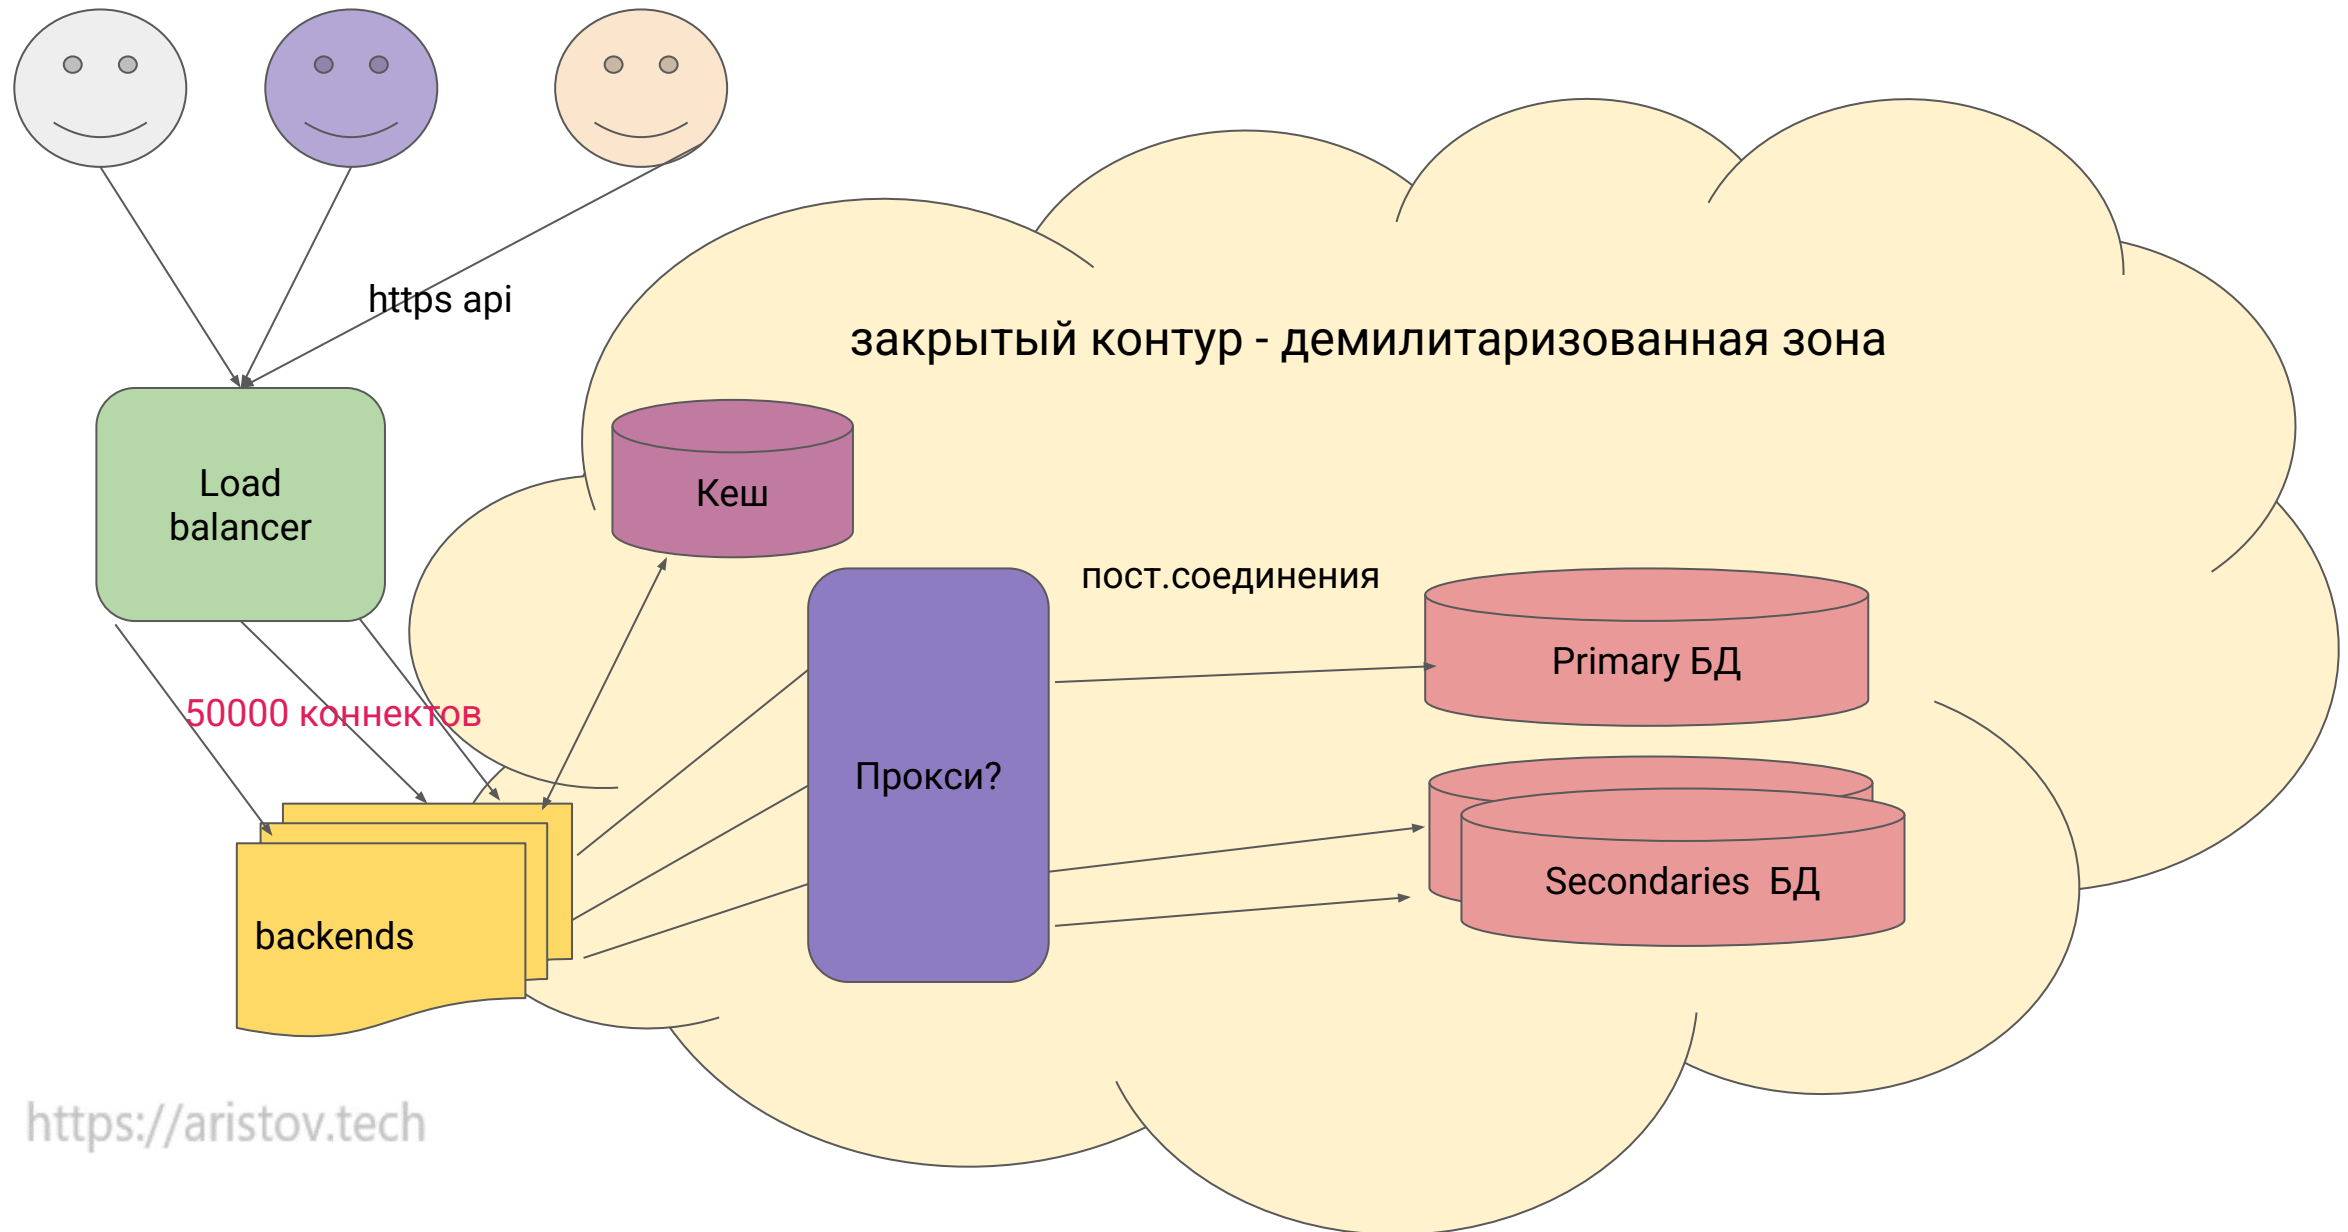 https api
закрытый контур - демилитаризованная зона
Load
balancer
Кеш
пост.соединения
Primary БД
50000 коннектов
Прокси?
Secondaries БД
backends
https://aristov.tech